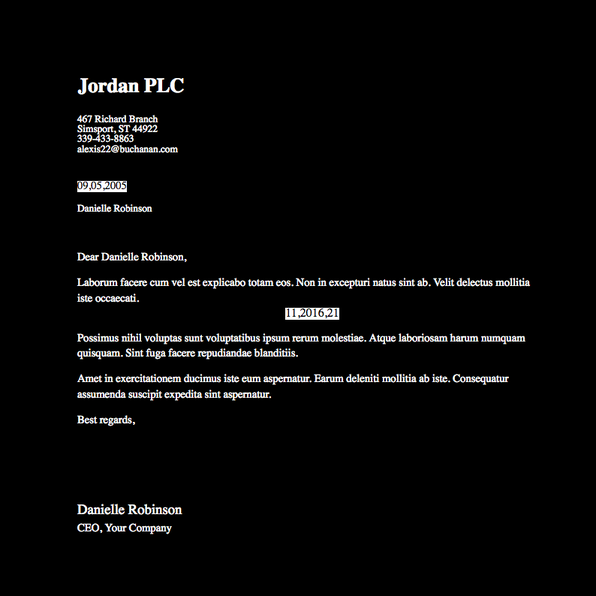 Jordan PLC
467 Richard Branch
Simsport, ST 44922
339-433-8863
alexis22@buchanan.com
09,05,2005
Danielle Robinson
Dear Danielle Robinson,
Laborum facere cum vel est explicabo totam eos. Non in excepturi natus sint ab. Velit delectus mollitia
iste occaecati.
11,2016,21
Possimus nihil voluptas sunt voluptatibus ipsum rerum molestiae. Atque laboriosam harum numquam
quisquam. Sint fuga facere repudiandae blanditiis.
Amet in exercitationem ducimus iste eum aspernatur. Earum deleniti mollitia ab iste. Consequatur
assumenda suscipit expedita sint aspernatur.
Best regards,
Danielle Robinson
CEO, Your Company